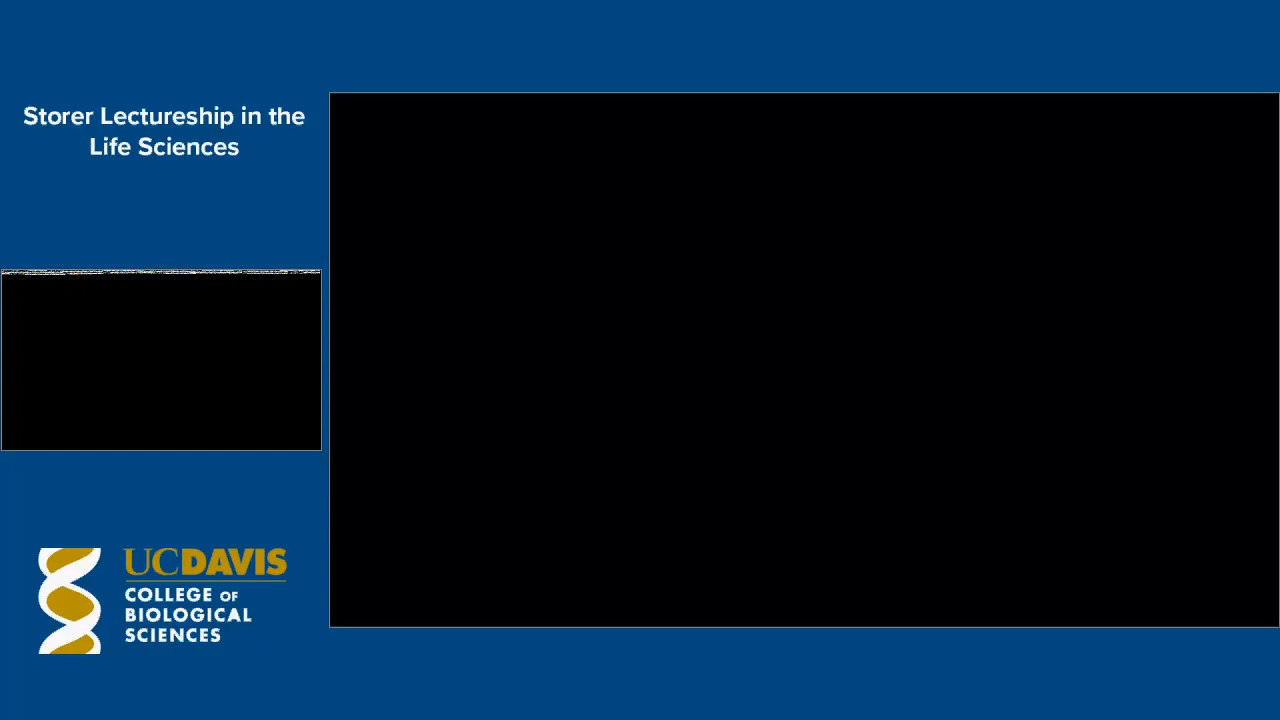 Storer Lectureship in the
Life Sciences
UCDAVIS
COLLEGE OF
BIOLOGICAL
SCIENCES